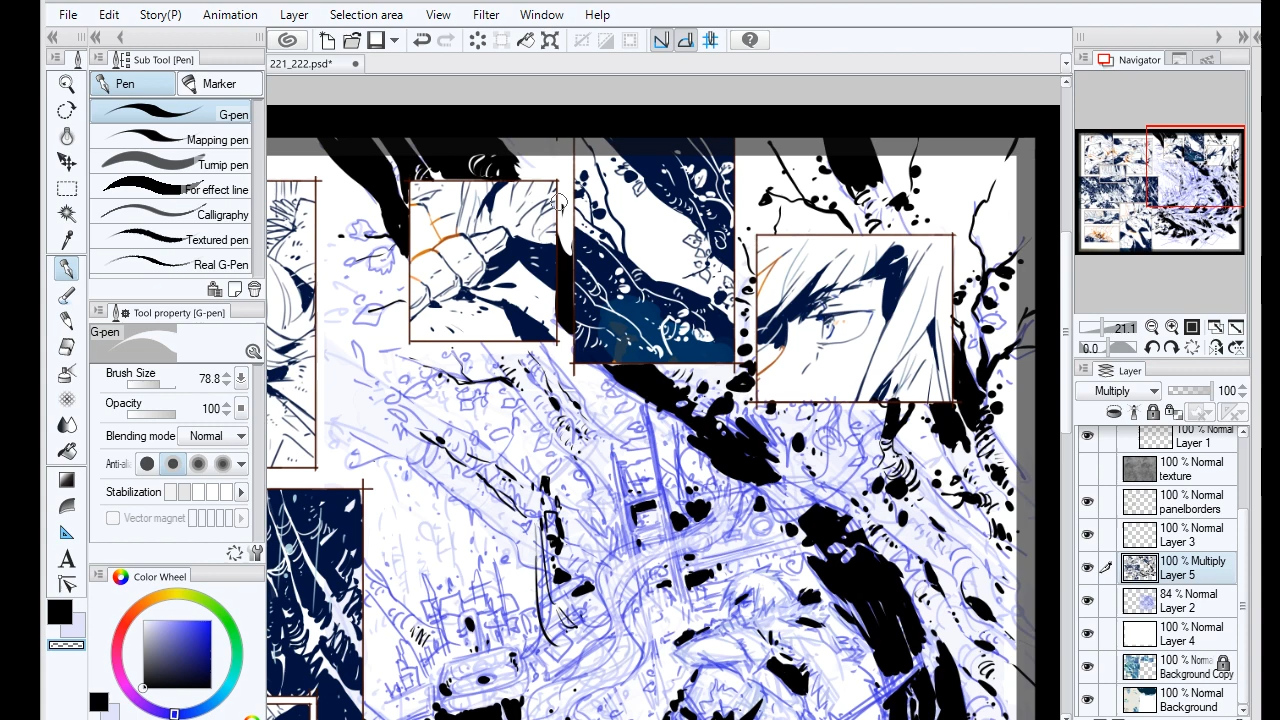 File Edit Story(P) Animation Layer Selection area View Filter Window Help
Sub Tool [Pen]
221_222.psd*
Navigator
Pen Marker
G-pen
Mapping pen
Turnip pen
For effect line
Calligraphy
Textured pen
Real G-Pen
Tool property [G-pen]
G-pen
Brush Size 78.8
Opacity 100
Blending mode Normal
Anti-ali
Stabilization
Vector magnet
Color Wheel
21.1
0.0
Layer
Multiply 100
100 % Normal
Layer 1
100 % Normal
texture
100 % Normal
panelborders
100 % Normal
Layer 3
100 % Multiply
Layer 5
84 % Normal
Layer 2
100 % Normal
Layer 4
100 % Norma
Background Copy
100 % Normal
Background